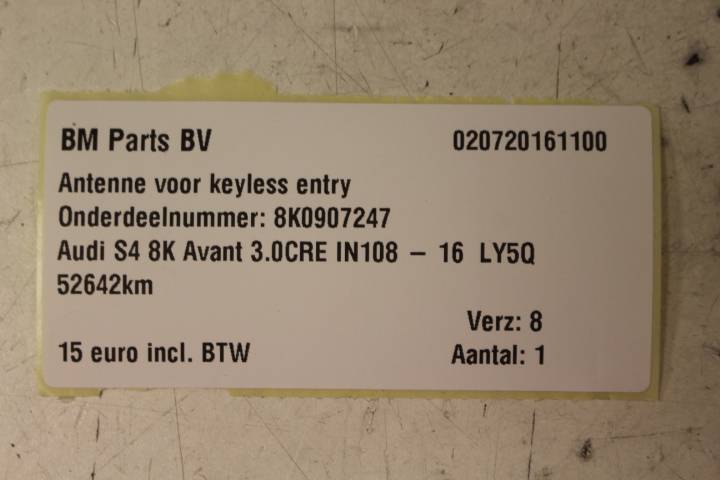 BM Parts BV 020720161100
Antenne voor keyless entry
Onderdeelnummer: 8K0907247
Audi S4 8K Avant 3.0CRE IN108 – 16 LY5Q
52642km
Verz: 8
15 euro incl. BTW Aantal: 1